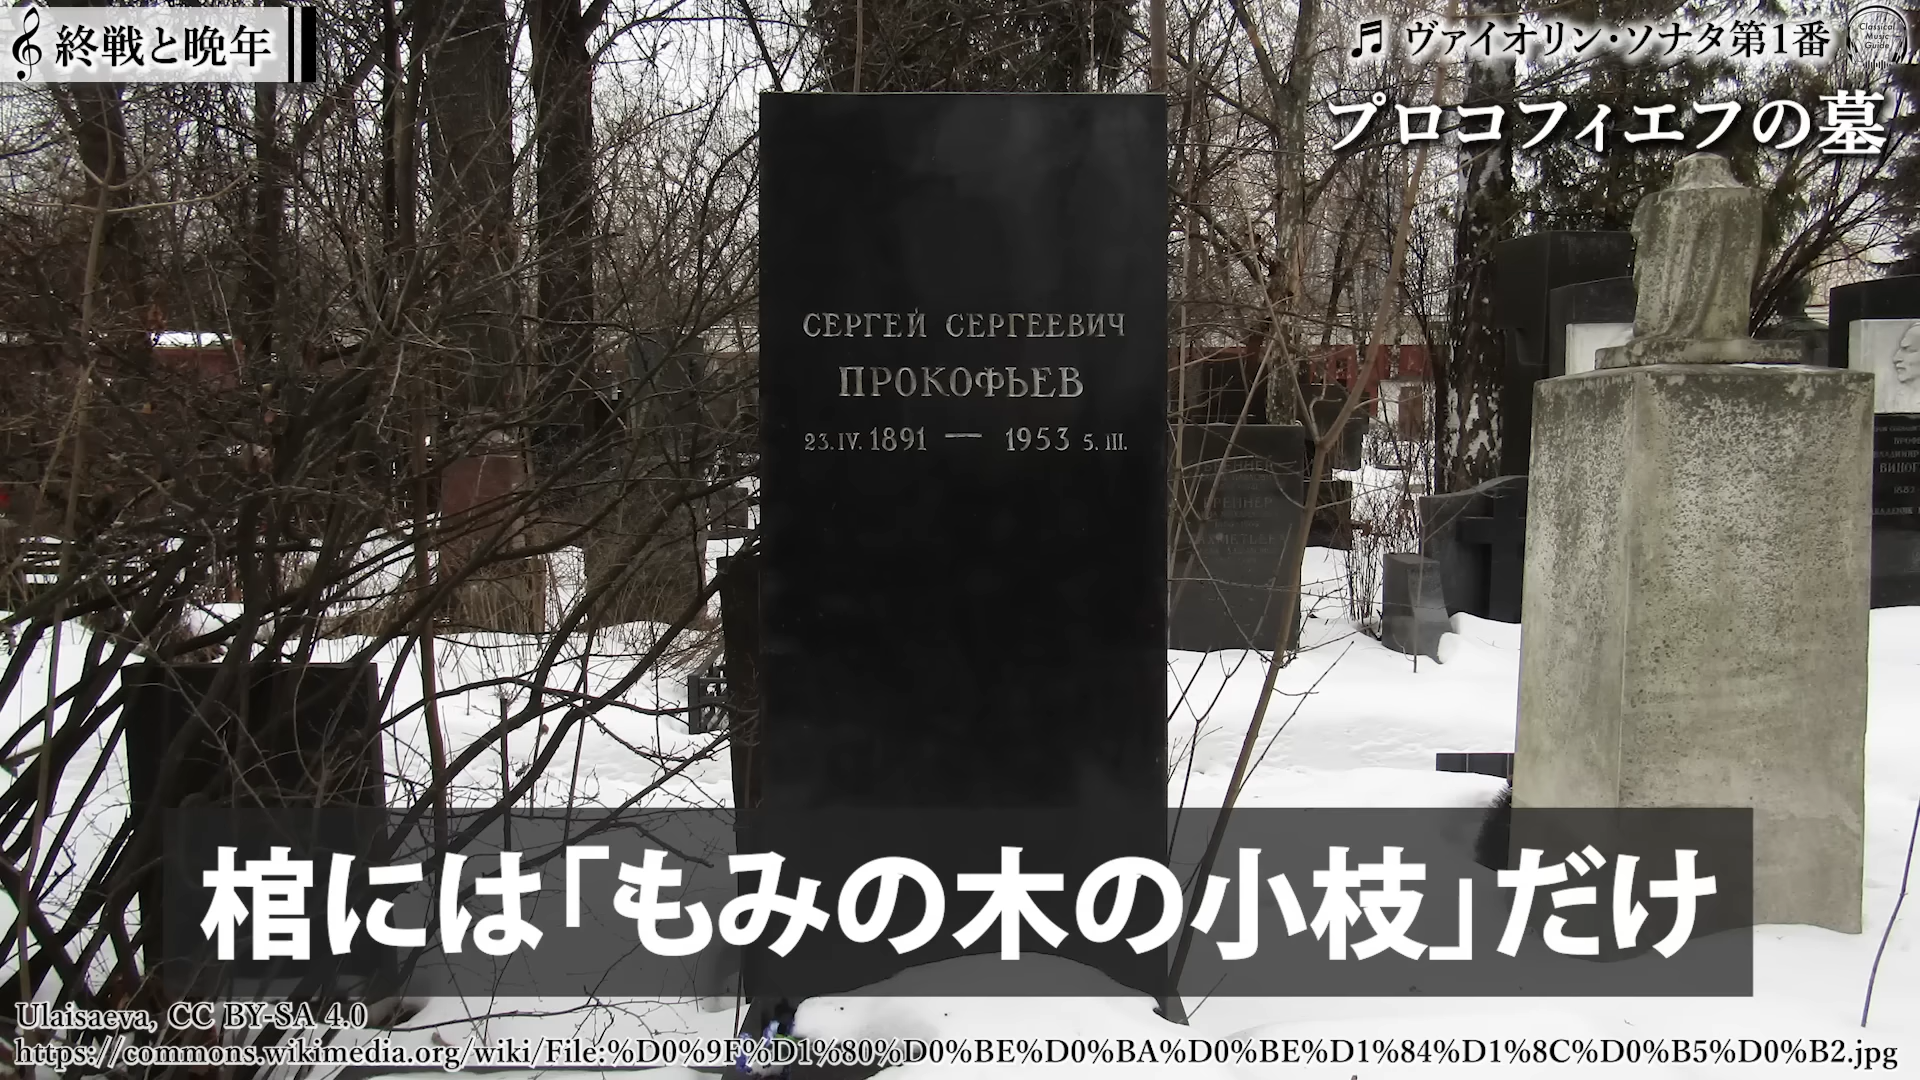 終戦と晩年
♬ ヴァイオリン・ソナタ第1番
Classical
Music
Guide
プロコフィエフの墓
СЕРГЕЙ СЕРГЕЕВИЧ
ПРОКОФЬЕВ
23.IV.1891 — 1953 5.III.
棺には「もみの木の小枝」だけ
Ulaisaeva, CC BY-SA 4.0
https://commons.wikimedia.org/wiki/File:%D0%9F%D1%80%D0%BE%D0%BA%D0%BE%D1%84%D1%8C%D0%B5%D0%B2.jpg